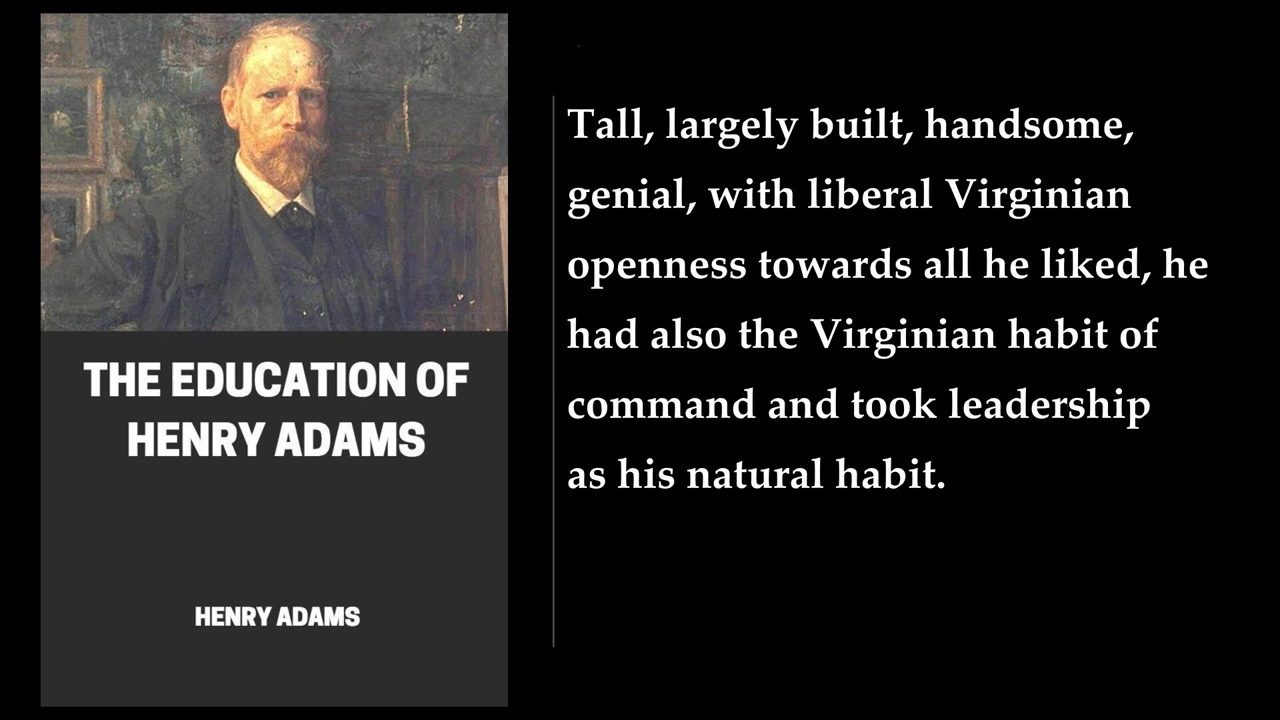 THE EDUCATION OF
HENRY ADAMS
HENRY ADAMS
Tall, largely built, handsome,
genial, with liberal Virginian
openness towards all he liked, he
had also the Virginian habit of
command and took leadership
as his natural habit.